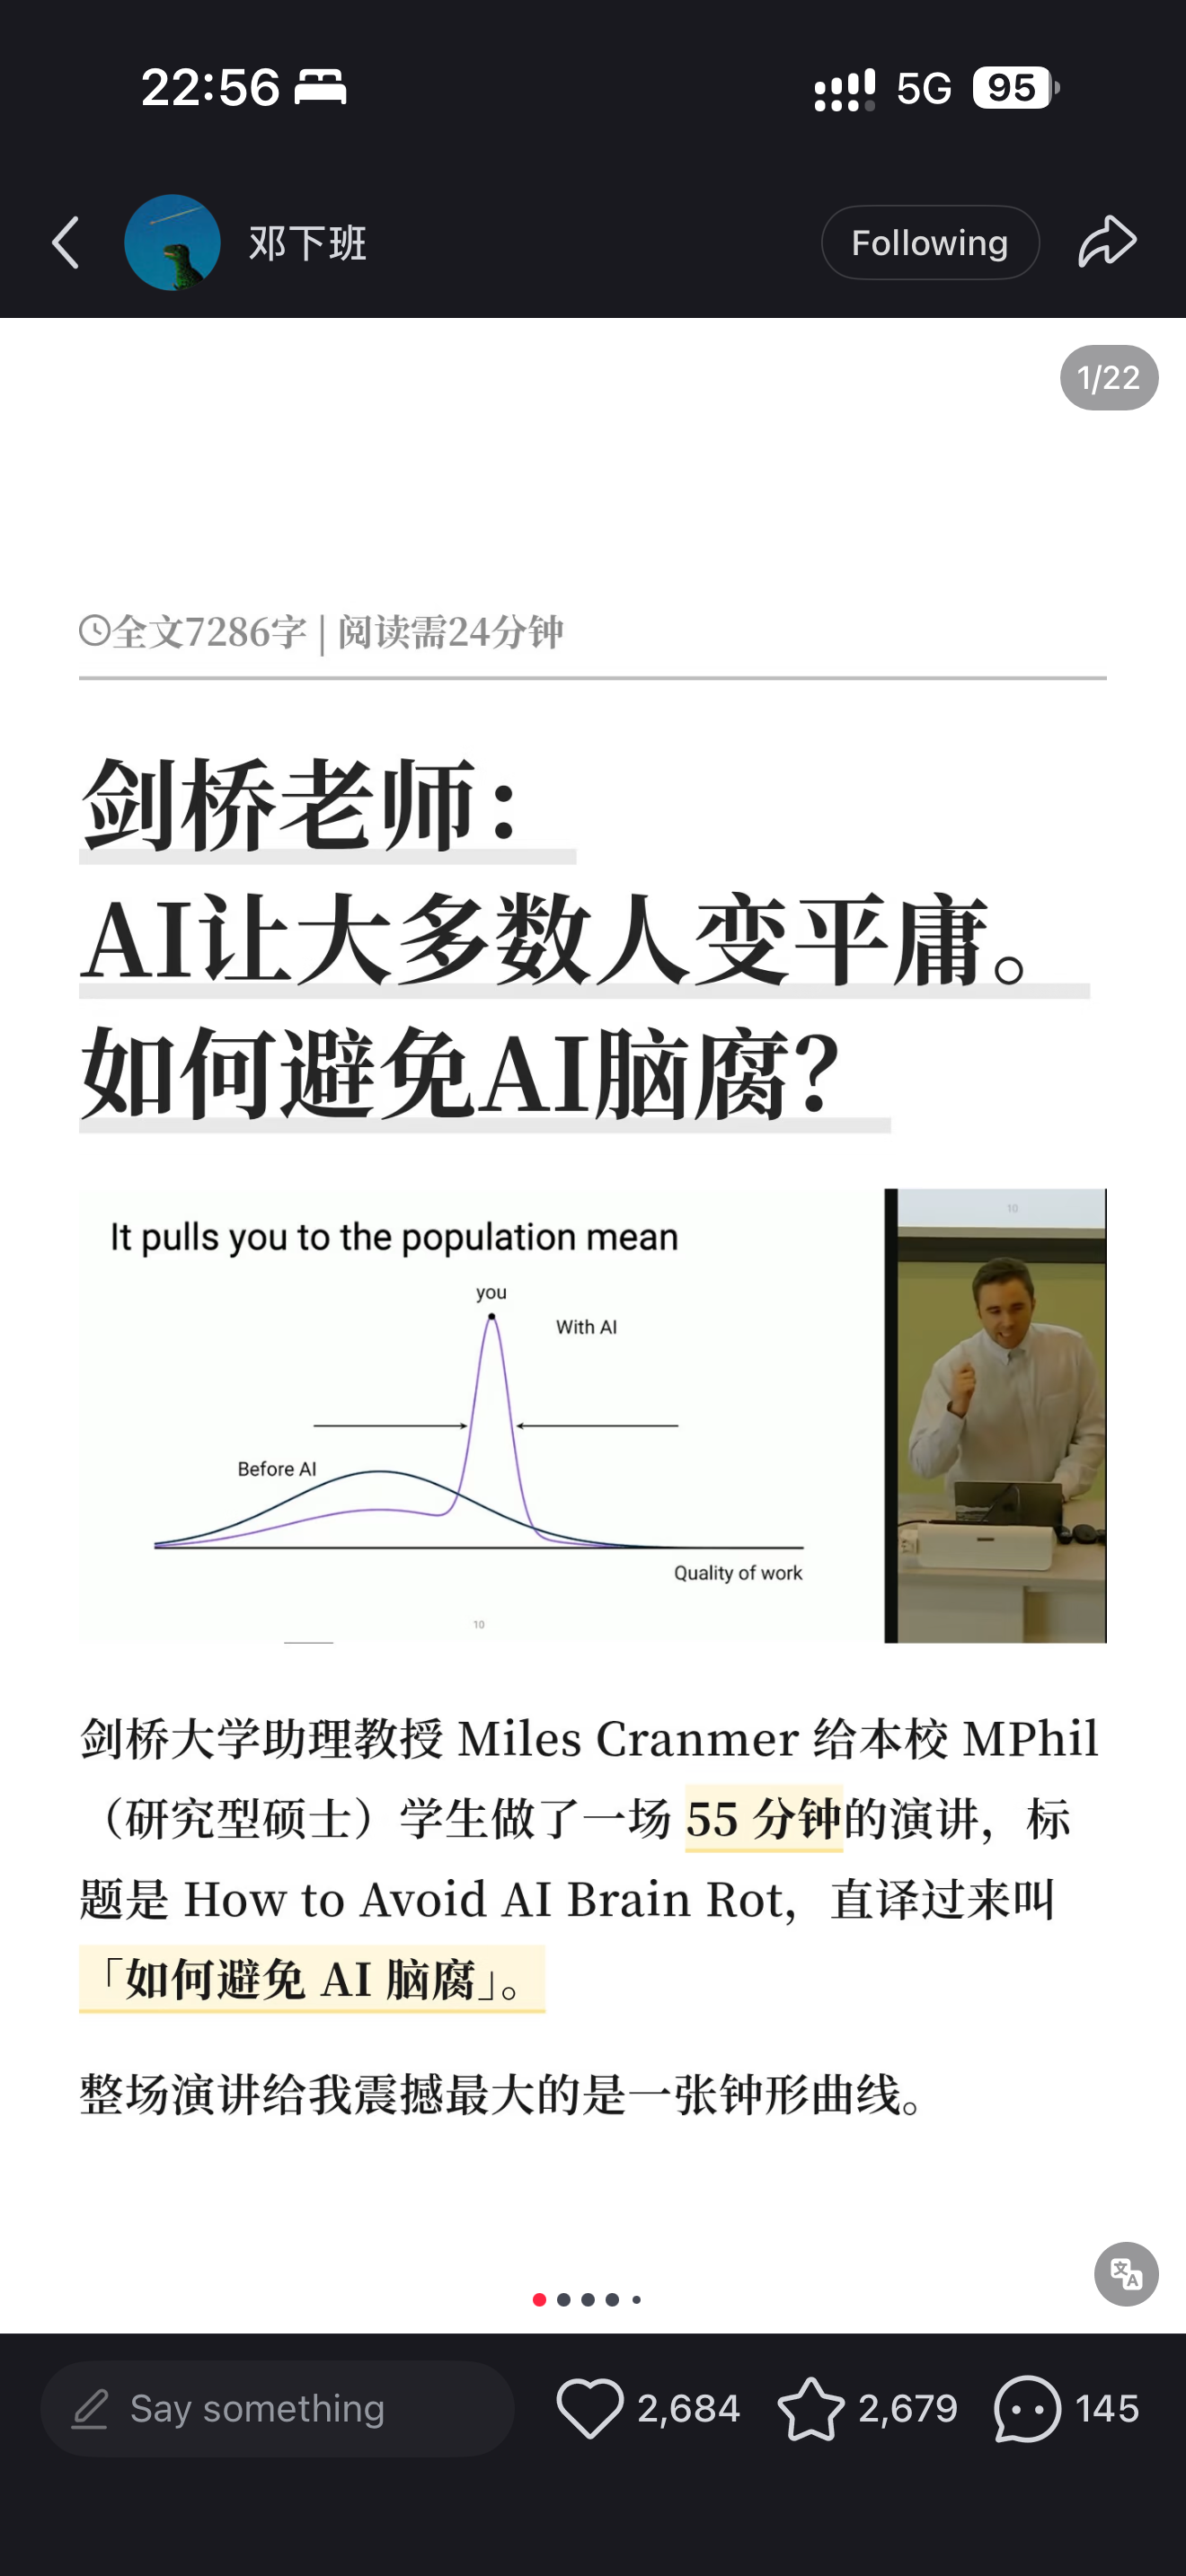 22:56
5G
95
邓下班
Following
1/22
全文7286字 | 阅读需24分钟
剑桥老师：
AI让大多数人变平庸。
如何避免AI脑腐？
It pulls you to the population mean
10
you
With AI
Before AI
Quality of work
10
剑桥大学助理教授 Miles Cranmer 给本校 MPhil
（研究型硕士）学生做了一场 55 分钟的演讲，标
题是 How to Avoid AI Brain Rot，直译过来叫
「如何避免 AI 脑腐」。
整场演讲给我震撼最大的是一张钟形曲线。
文A
Say something
2,684
2,679
145